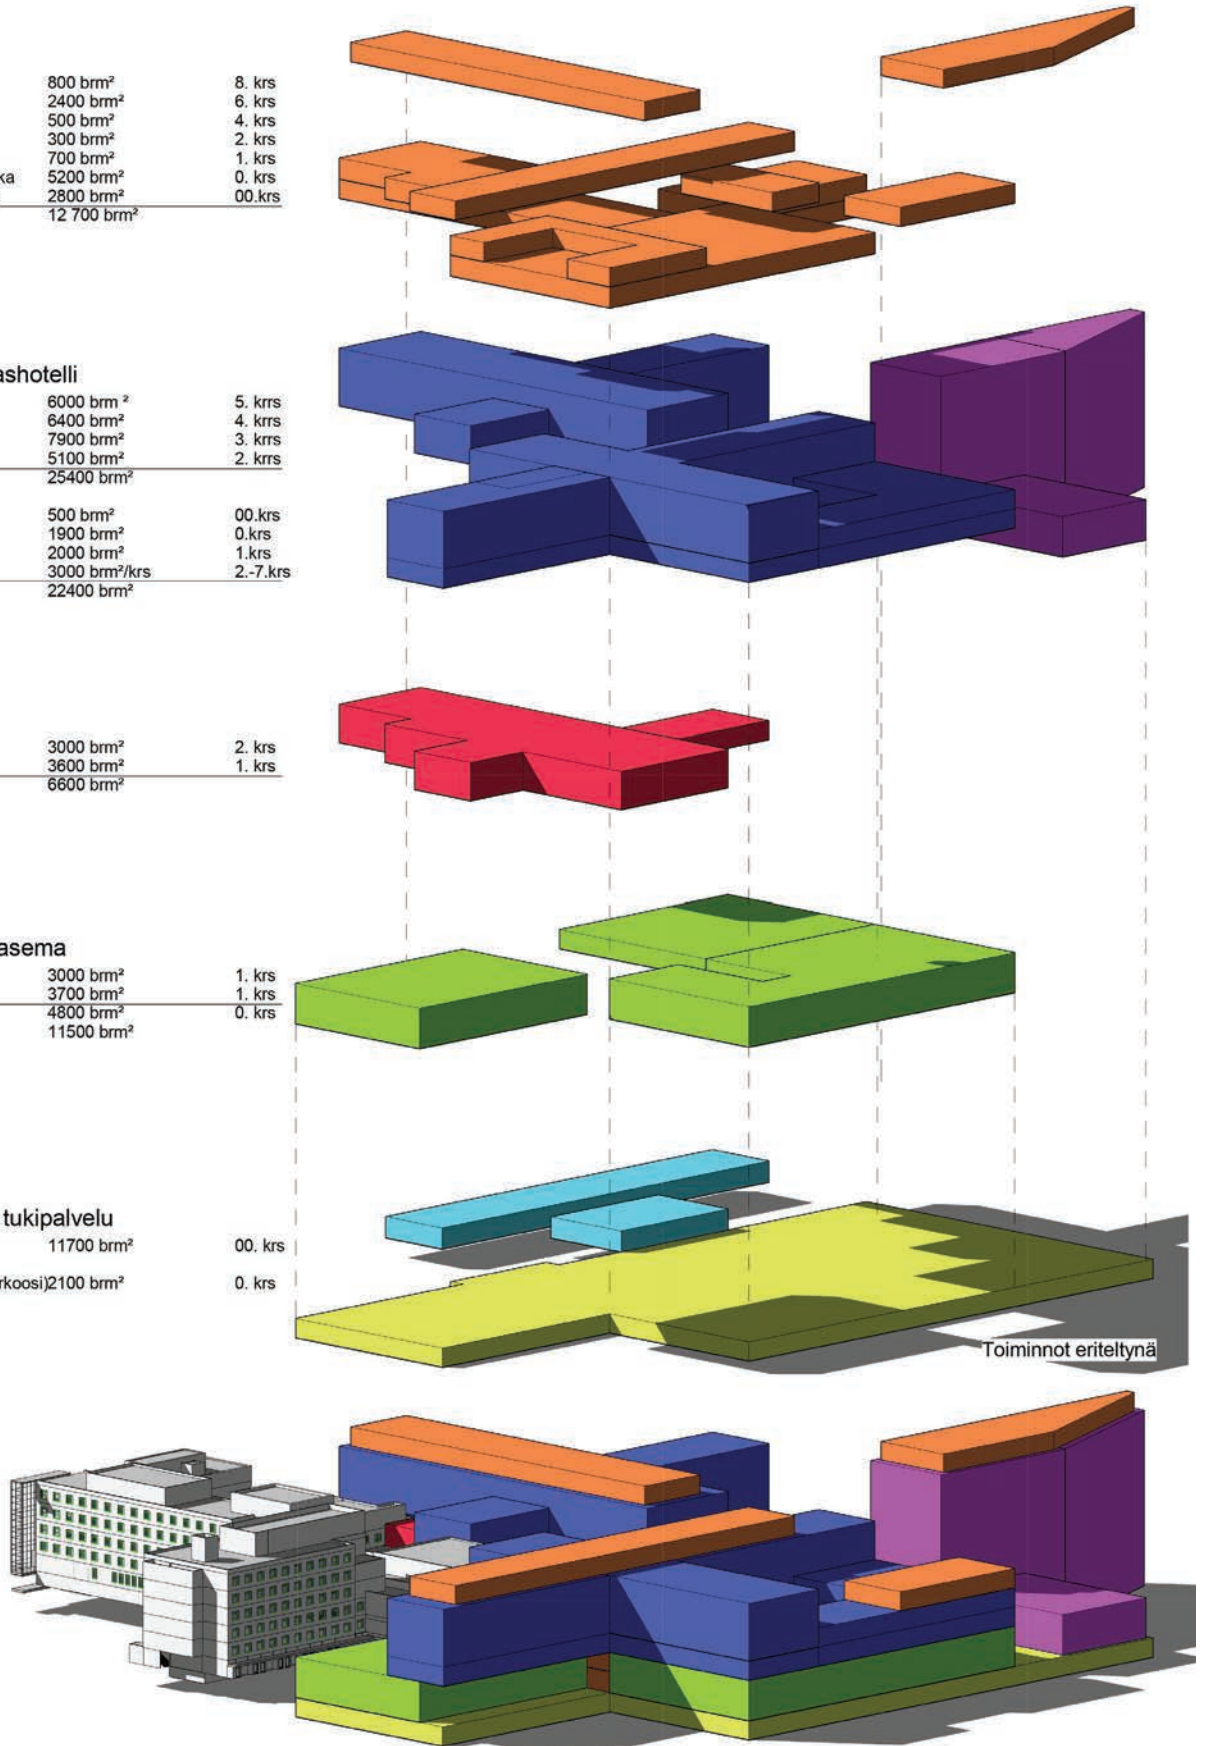 800 brm² 8. krs
2400 brm² 6. krs
500 brm² 4. krs
300 brm² 2. krs
700 brm² 1. krs
ka 5200 brm² 0. krs
2800 brm² 00.krs
12 700 brm²
ashotelli
6000 brm ² 5. krrs
6400 brm² 4. krrs
7900 brm² 3. krrs
5100 brm² 2. krrs
25400 brm²
500 brm² 00.krs
1900 brm² 0.krs
2000 brm² 1.krs
3000 brm²/krs 2.-7.krs
22400 brm²
3000 brm² 2. krs
3600 brm² 1. krs
6600 brm²
asema
3000 brm² 1. krs
3700 brm² 1. krs
4800 brm² 0. krs
11500 brm²
tukipalvelu
11700 brm² 00. krs
rkoosi)2100 brm² 0. krs
Toiminnot eriteltynä